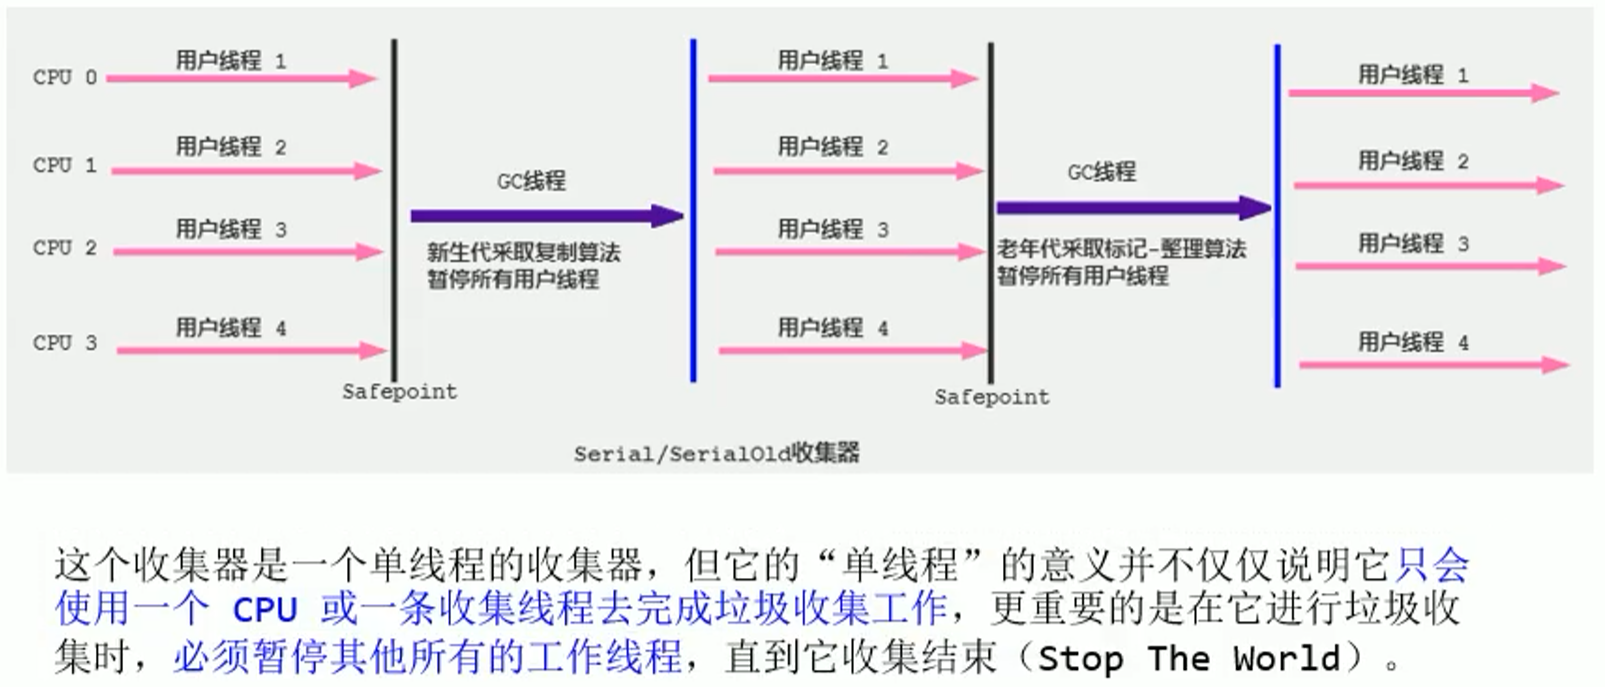 用户线程 1
用户线程 1
用户线程 1
CPU 0
用户线程 2
用户线程 2
用户线程 2
CPU 1
GC线程
GC线程
用户线程 3
用户线程 3
用户线程 3
CPU 2
新生代采取复制算法
暂停所有用户线程
老年代采取标记-整理算法
暂停所有用户线程
用户线程 4
用户线程 4
用户线程 4
CPU 3
Safepoint
Safepoint
Serial/SerialOld收集器
这个收集器是一个单线程的收集器，但它的“单线程”的意义并不仅仅说明它只会
使用一个 CPU 或一条收集线程去完成垃圾收集工作，更重要的是在它进行垃圾收
集时，必须暂停其他所有的工作线程，直到它收集结束（Stop The World）。